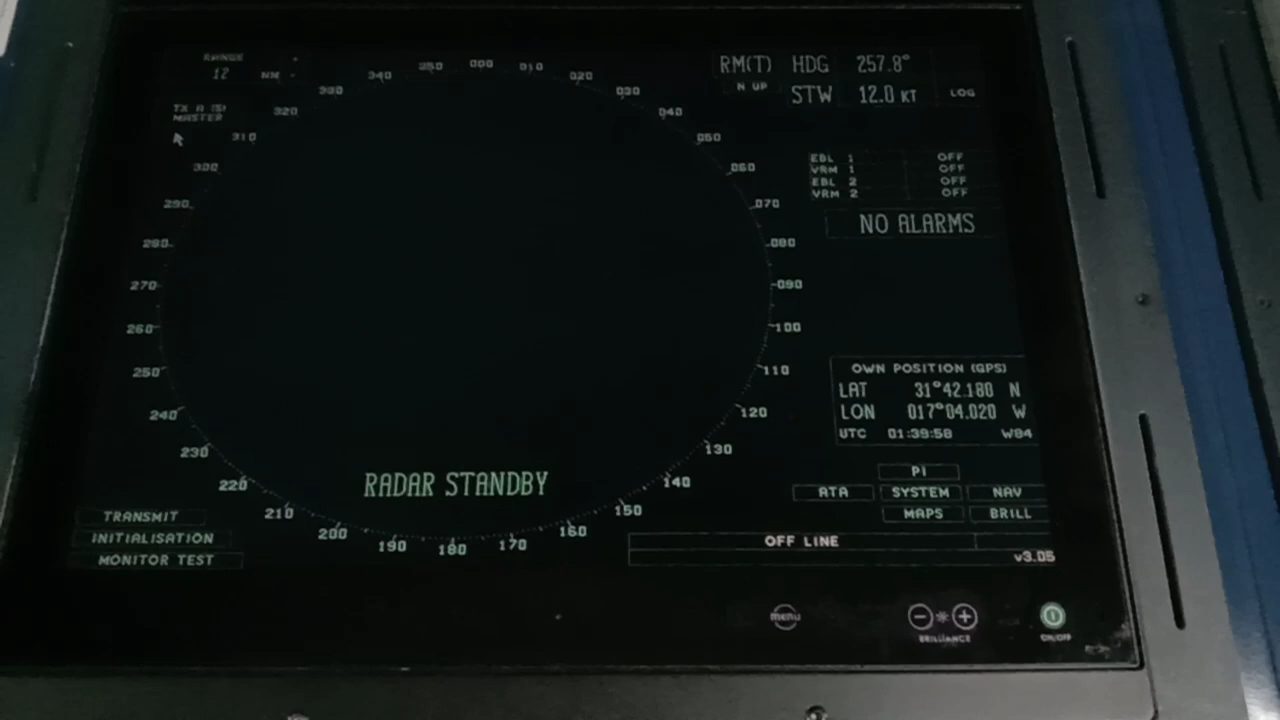 RANGE
12 NM
TX A (S)
MASTER
RM(T) HDG 257.8°
N UP
STW 12.0 KT LOG
000
010
020
030
040
050
060
070
080
090
100
110
120
130
140
150
160
170
180
190
200
210
220
230
240
250
260
270
280
290
300
310
320
330
340
350
EBL 1 OFF
VRM 1 OFF
EBL 2 OFF
VRM 2 OFF
NO ALARMS
OWN POSITION (GPS)
LAT 31°42.180 N
LON 017°04.020 W
UTC 01:39:58 W84
RADAR STANDBY
PI
ATA SYSTEM NAV
MAPS BRILL
TRANSMIT
INITIALISATION
MONITOR TEST
OFF LINE
v3.05
menu
BRILLIANCE
ON/OFF